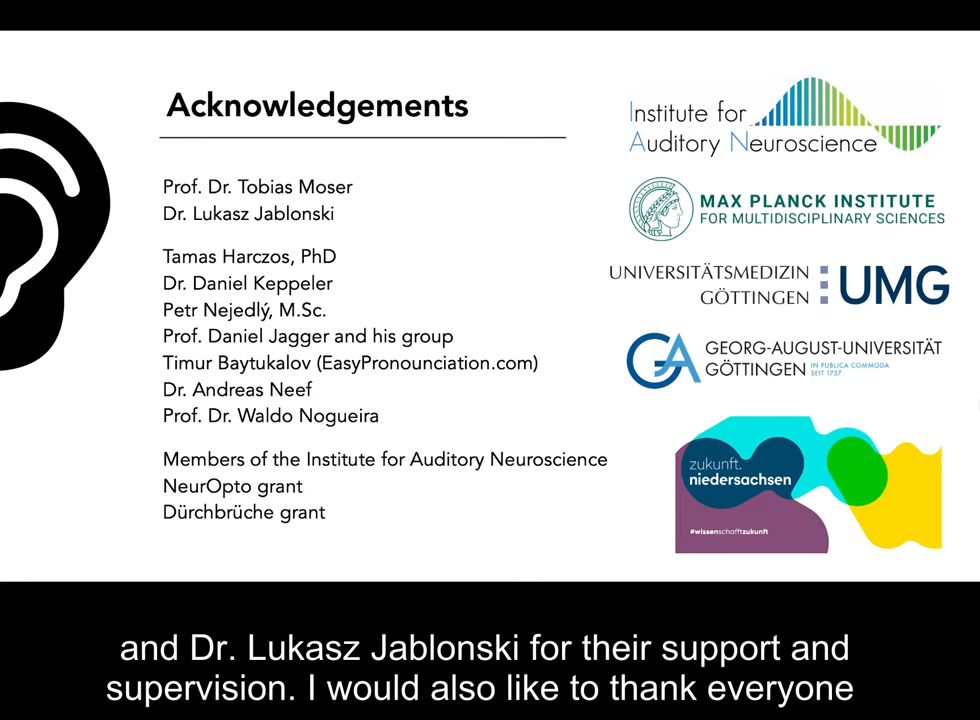 Acknowledgements
Prof. Dr. Tobias Moser
Dr. Lukasz Jablonski
Tamas Harczos, PhD
Dr. Daniel Keppeler
Petr Nejedlý, M.Sc.
Prof. Daniel Jagger and his group
Timur Baytukalov (EasyPronounciation.com)
Dr. Andreas Neef
Prof. Dr. Waldo Nogueira
Members of the Institute for Auditory Neuroscience
NeurOpto grant
Dürchbrüche grant
Institute for
Auditory Neuroscience
MAX PLANCK INSTITUTE
FOR MULTIDISCIPLINARY SCIENCES
UNIVERSITÄTSMEDIZIN
GÖTTINGEN
UMG
GA
GEORG-AUGUST-UNIVERSITÄT
GÖTTINGEN
IN PUBLICA COMMODA
SEIT 1737
zukunft.
niedersachsen
#wissenschafftzukunft
and Dr. Lukasz Jablonski for their support and
supervision. I would also like to thank everyone